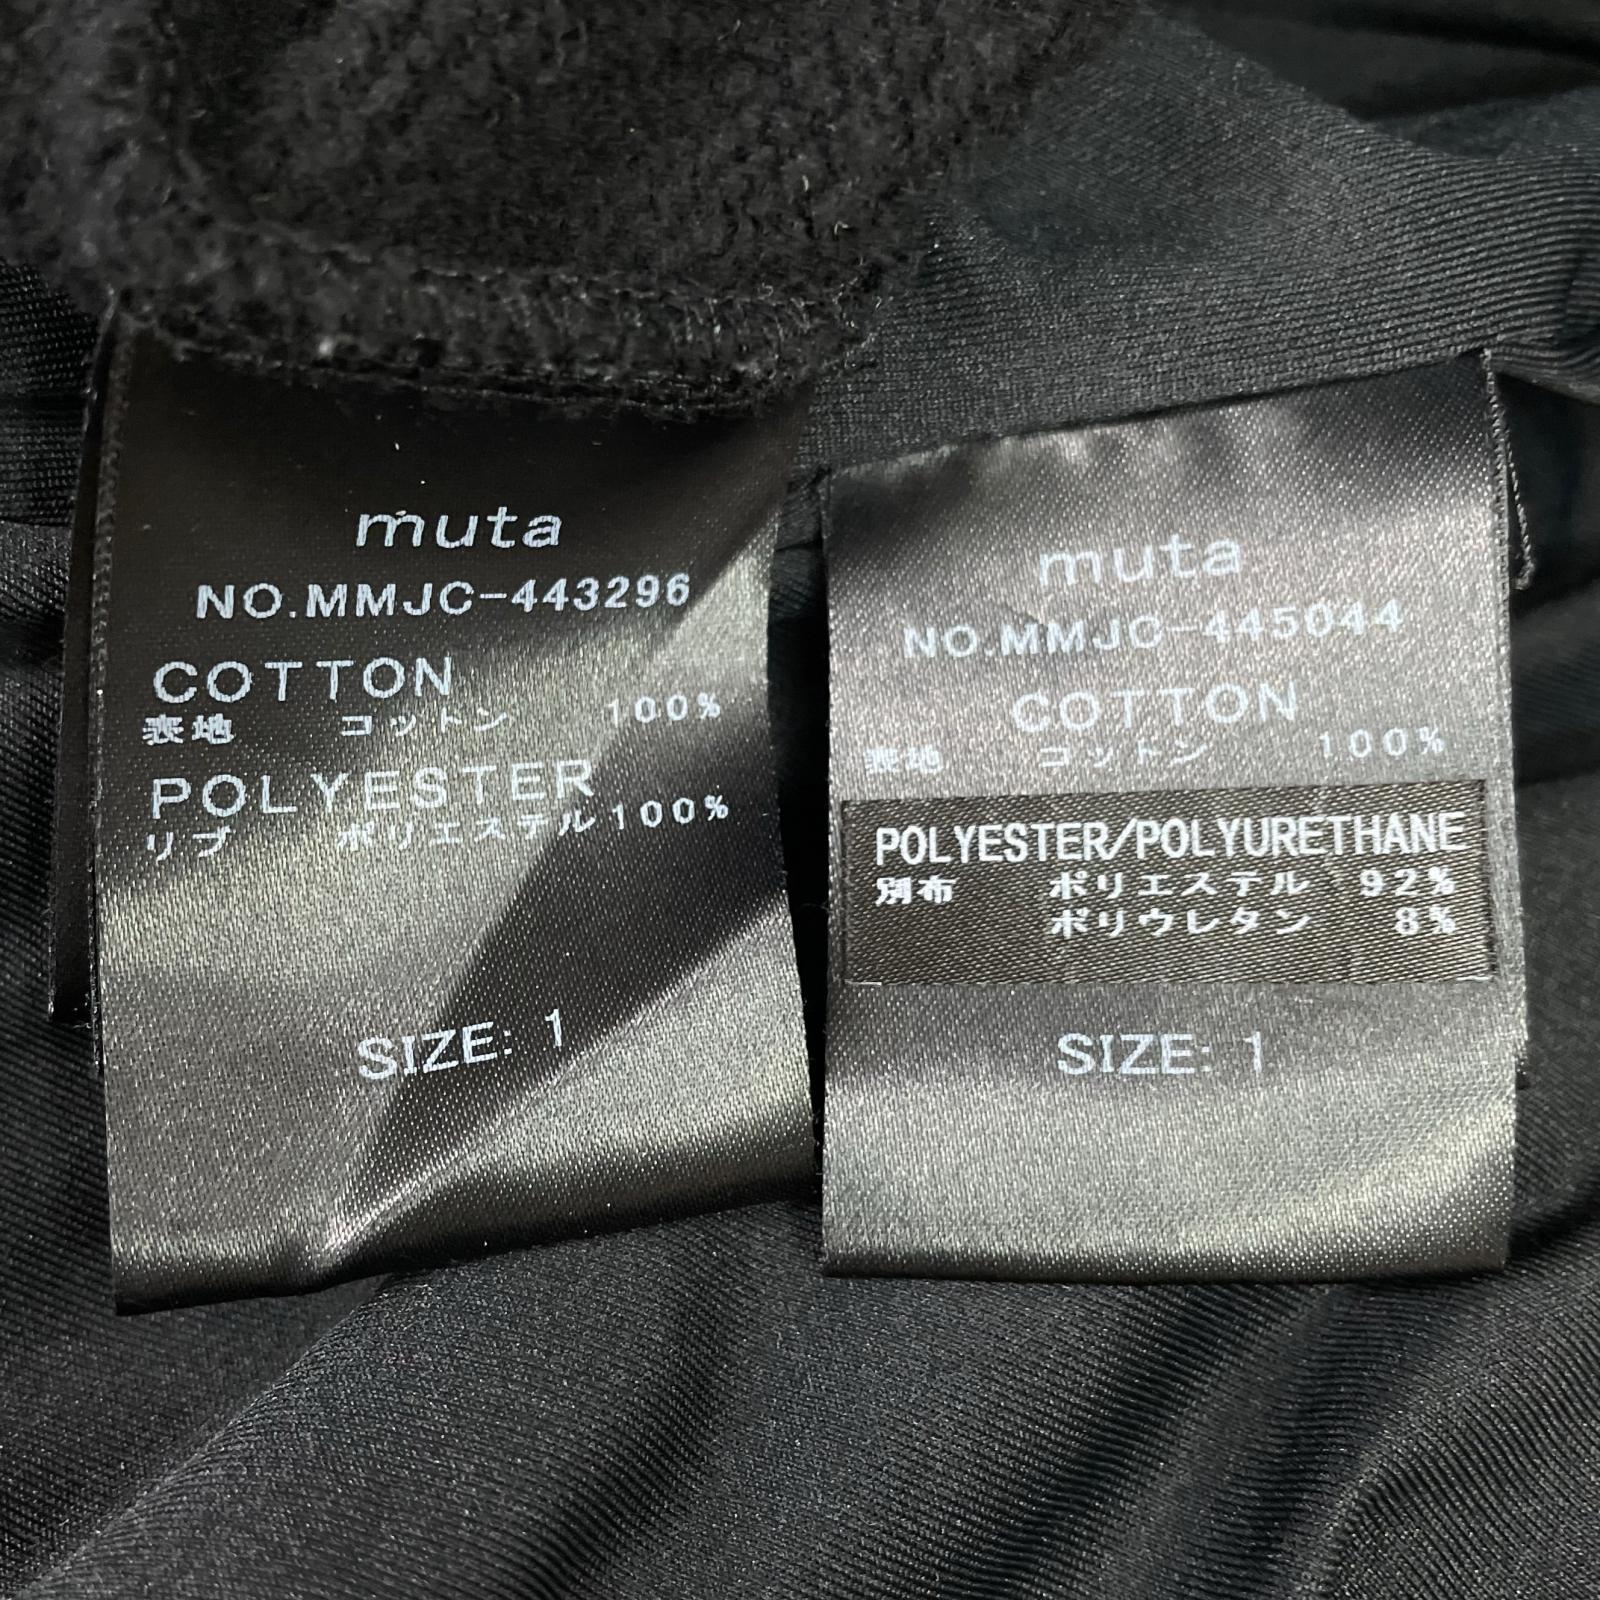 muta
NO.MMJC-443296
COTTON
表地 コットン 100%
POLYESTER
リブ ポリエステル100%
SIZE: 1
muta
NO.MMJC-445044
COTTON
表地 コットン 100%
POLYESTER/POLYURETHANE
別布 ポリエステル 92%
ポリウレタン 8%
SIZE: 1